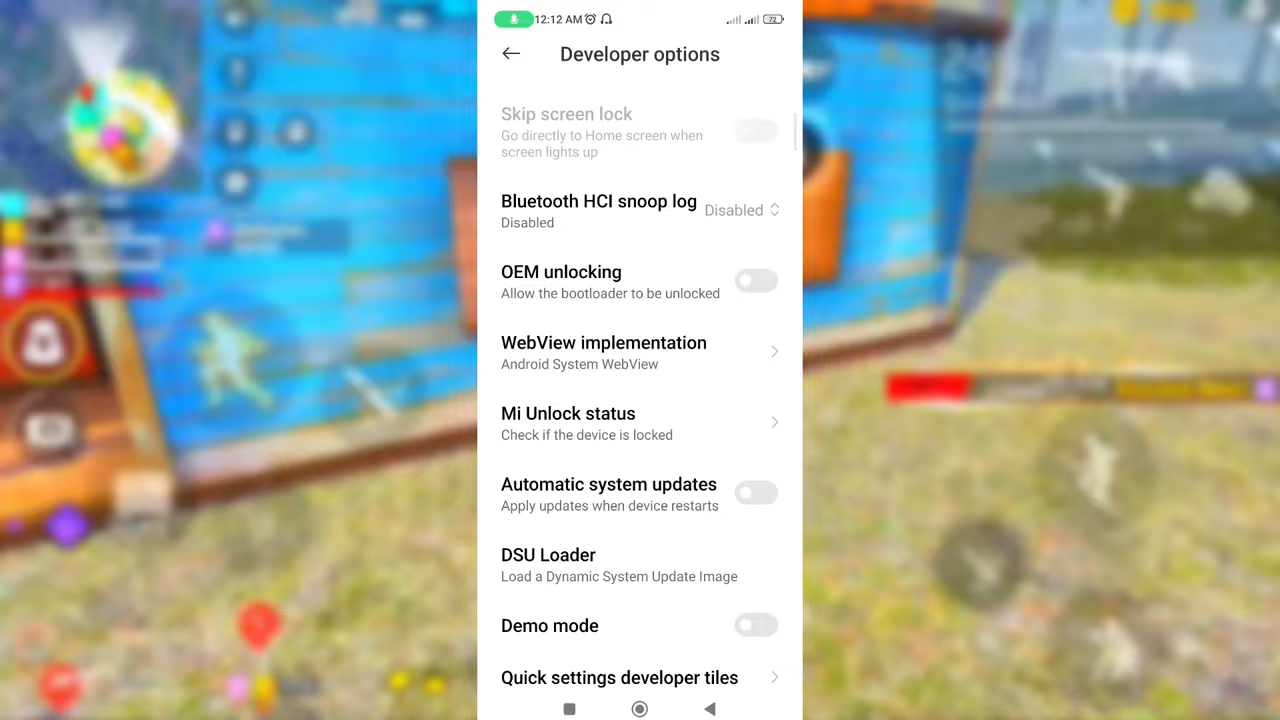 12:12 AM
72
Developer options
Skip screen lock
Go directly to Home screen when
screen lights up
Bluetooth HCI snoop log
Disabled
Disabled
OEM unlocking
Allow the bootloader to be unlocked
WebView implementation
Android System WebView
Mi Unlock status
Check if the device is locked
Automatic system updates
Apply updates when device restarts
DSU Loader
Load a Dynamic System Update Image
Demo mode
Quick settings developer tiles